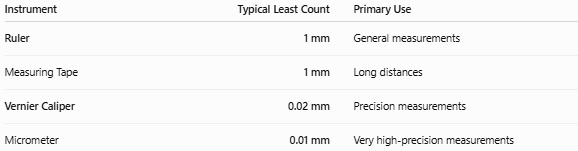 Instrument Typical Least Count Primary Use
Ruler 1 mm General measurements
Measuring Tape 1 mm Long distances
Vernier Caliper 0.02 mm Precision measurements
Micrometer 0.01 mm Very high-precision measurements